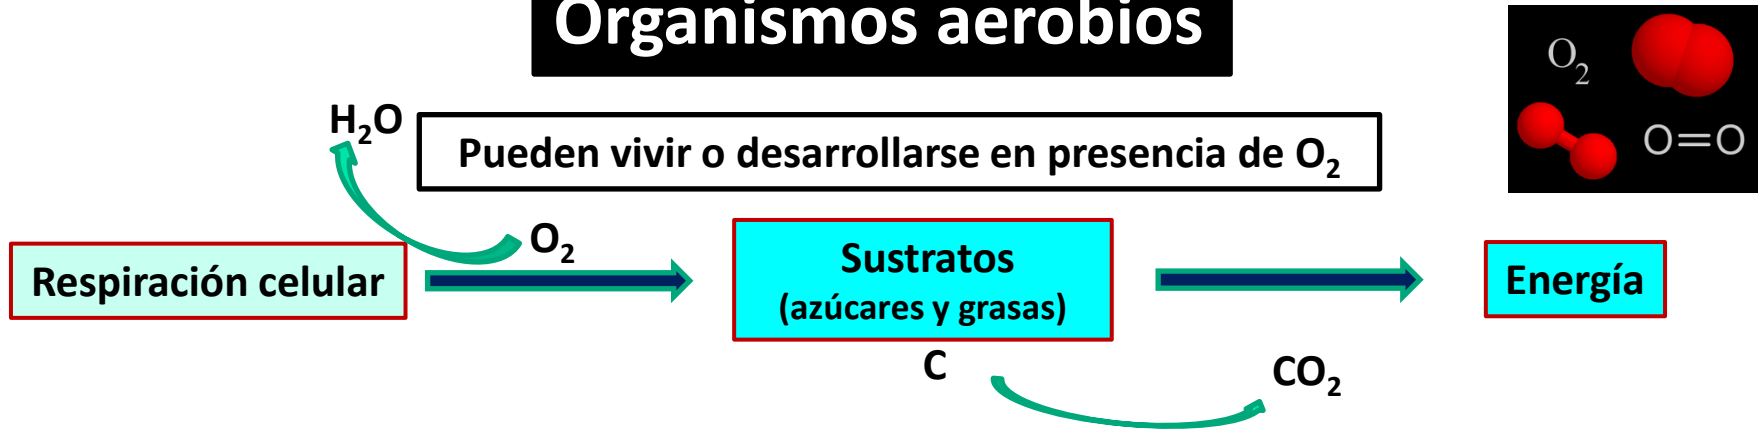 Organismos aerobios
O₂
O=O
H₂O
Pueden vivir o desarrollarse en presencia de O₂
O₂
Respiración celular
Sustratos
(azúcares y grasas)
Energía
C
CO₂